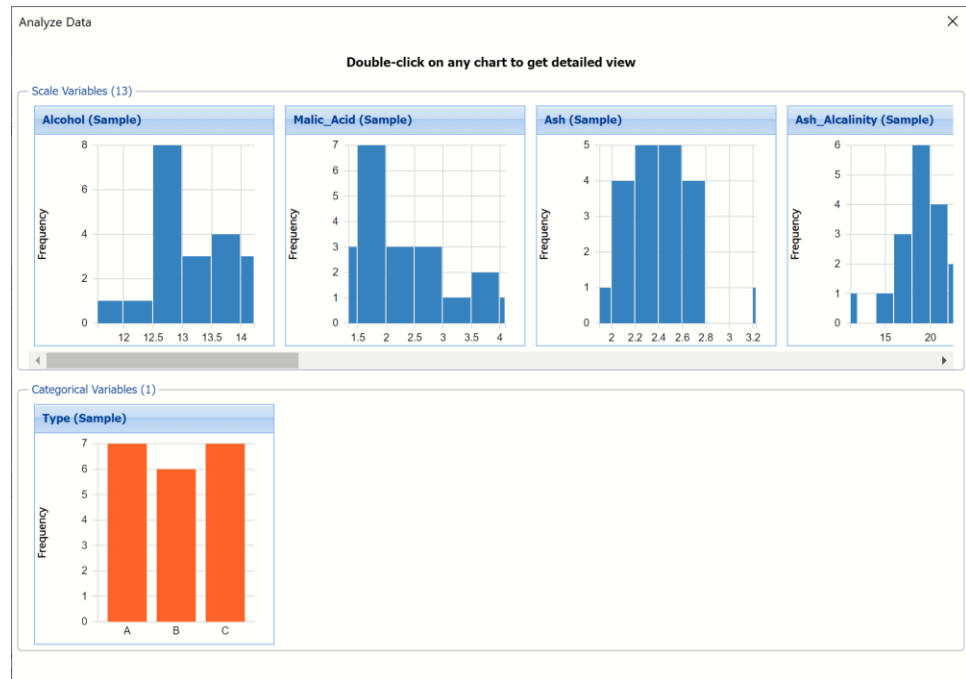 Analyze Data
Double-click on any chart to get detailed view
Scale Variables (13)
Alcohol (Sample)
8
6
4
2
0
Frequency
12 12.5 13 13.5 14
Malic_Acid (Sample)
7
6
5
4
3
2
1
0
Frequency
1.5 2 2.5 3 3.5 4
Ash (Sample)
5
4
3
2
1
0
Frequency
2 2.2 2.4 2.6 2.8 3 3.2
Ash_Alcalinity (Sample)
6
5
4
3
2
1
0
Frequency
15 20
Categorical Variables (1)
Type (Sample)
7
6
5
4
3
2
1
0
Frequency
A B C